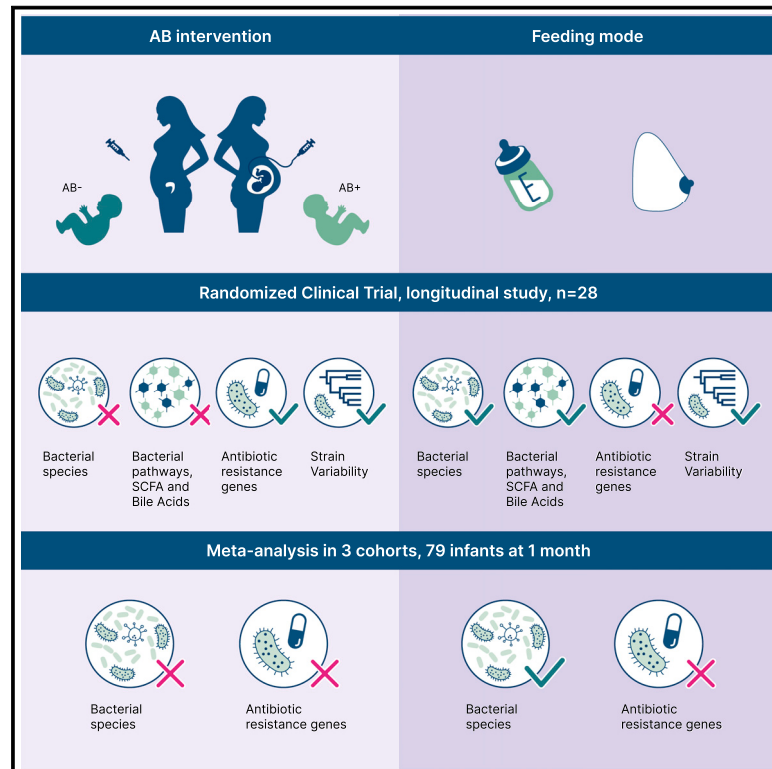 AB intervention
Feeding mode
AB-
AB+
Randomized Clinical Trial, longitudinal study, n=28
Bacterial
species
Bacterial
pathways,
SCFA and
Bile Acids
Antibiotic
resistance
genes
Strain
Variability
Bacterial
species
Bacterial
pathways,
SCFA and
Bile Acids
Antibiotic
resistance
genes
Strain
Variability
Meta-analysis in 3 cohorts, 79 infants at 1 month
Bacterial
species
Antibiotic
resistance genes
Bacterial
species
Antibiotic
resistance genes